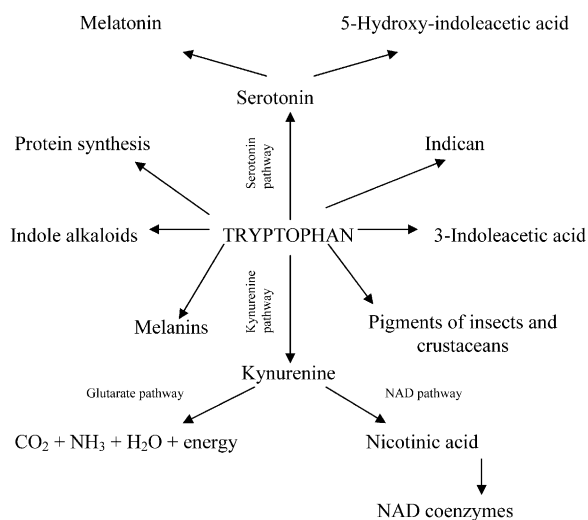 Melatonin
5-Hydroxy-indoleacetic acid
Serotonin
Protein synthesis
Serotonin
pathway
Indican
Indole alkaloids
TRYPTOPHAN
3-Indoleacetic acid
Melanins
Kynurenine
pathway
Pigments of insects and
crustaceans
Kynurenine
Glutarate pathway
NAD pathway
CO₂ + NH₃ + H₂O + energy
Nicotinic acid
NAD coenzymes